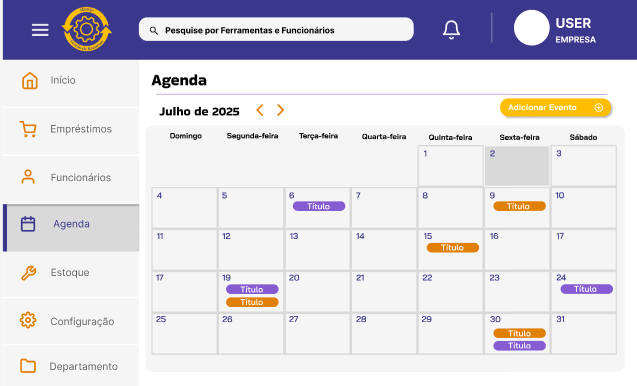 Pesquise por Ferramentas e Funcionários
USER
EMPRESA
Início
Empréstimos
Funcionários
Agenda
Estoque
Configuração
Departamento
Agenda
Julho de 2025
Adicionar Evento
Domingo Segunda-feira Terça-feira Quarta-feira Quinta-feira Sexta-feira Sábado
1 2 3
4 5 6 7 8 9 10
Título Título
11 12 13 14 15 16 17
Título
17 19 20 21 22 23 24
Título Título
Título
25 26 27 28 29 30 31
Título
Título